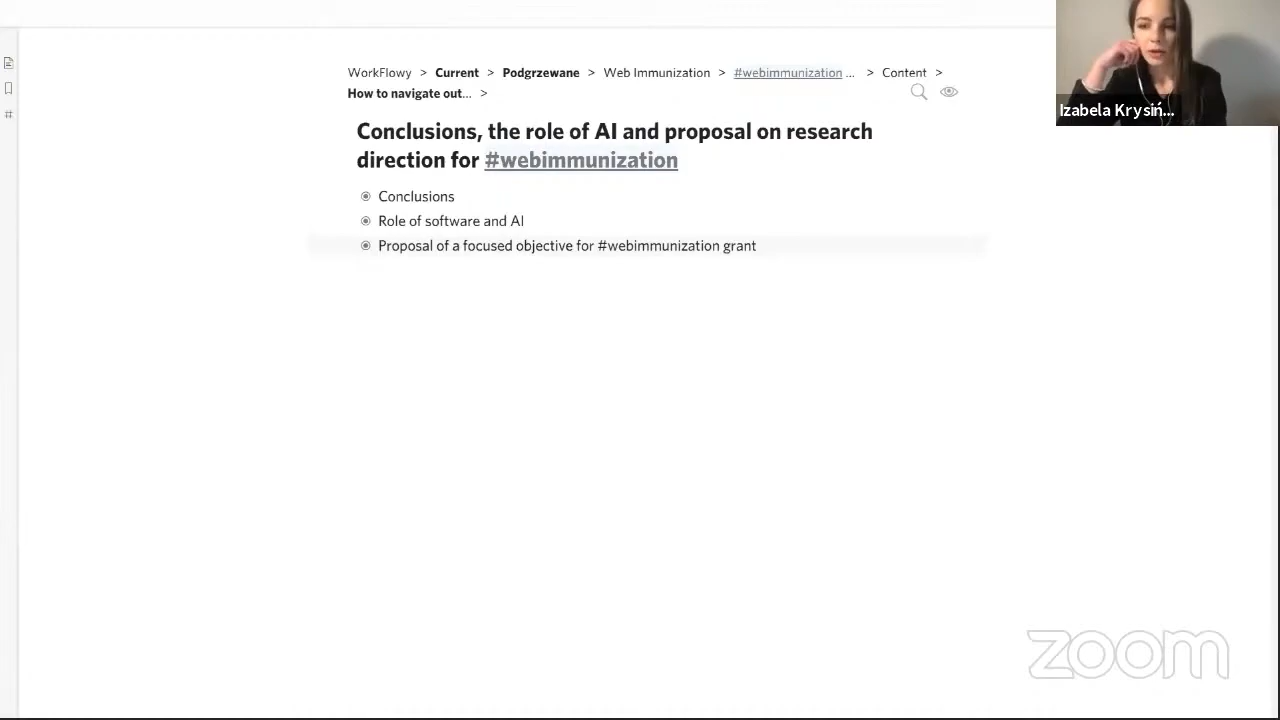 WorkFlowy > Current > Podgrzewane > Web Immunization > #webimmunization ... > Content >
How to navigate out... >
Conclusions, the role of AI and proposal on research
direction for #webimmunization
Conclusions
Role of software and AI
Proposal of a focused objective for #webimmunization grant
Izabela Krysiń...
zoom